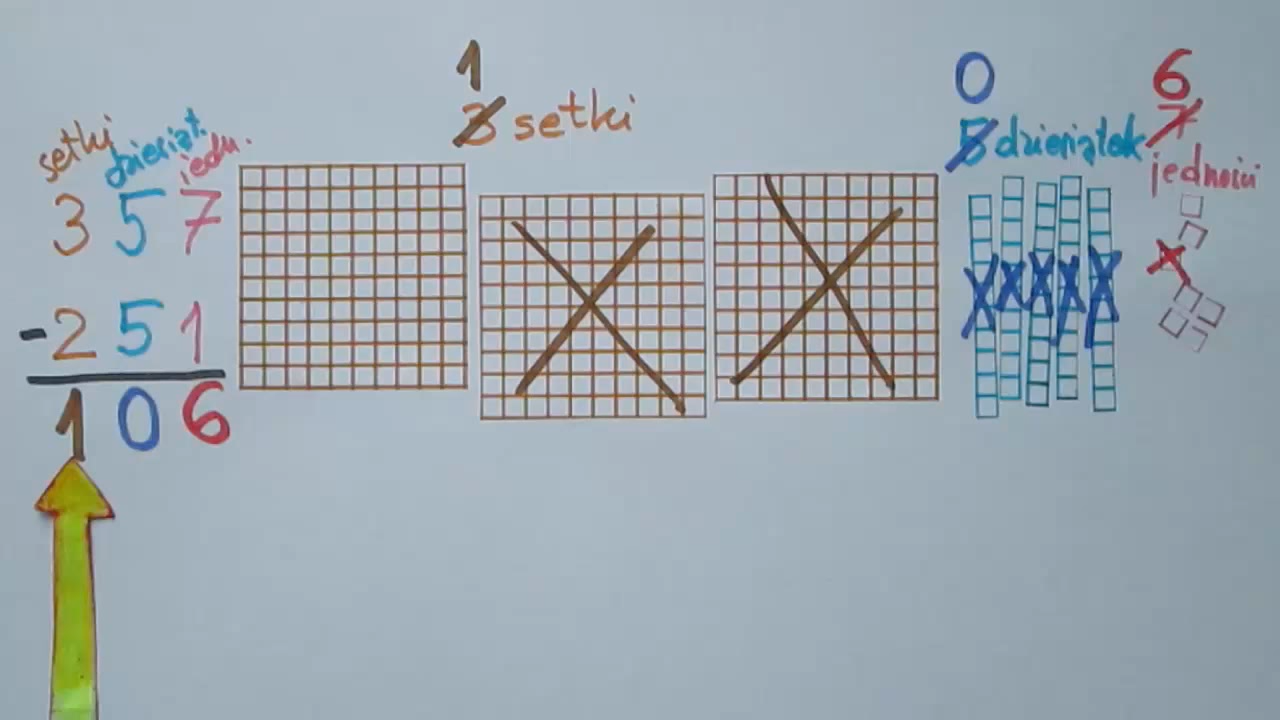 setki dziesiąt. jedn.
3 5 7
- 2 5 1
1 0 6
1
3 setki
0
5 dziesiątek
6
7
jedności